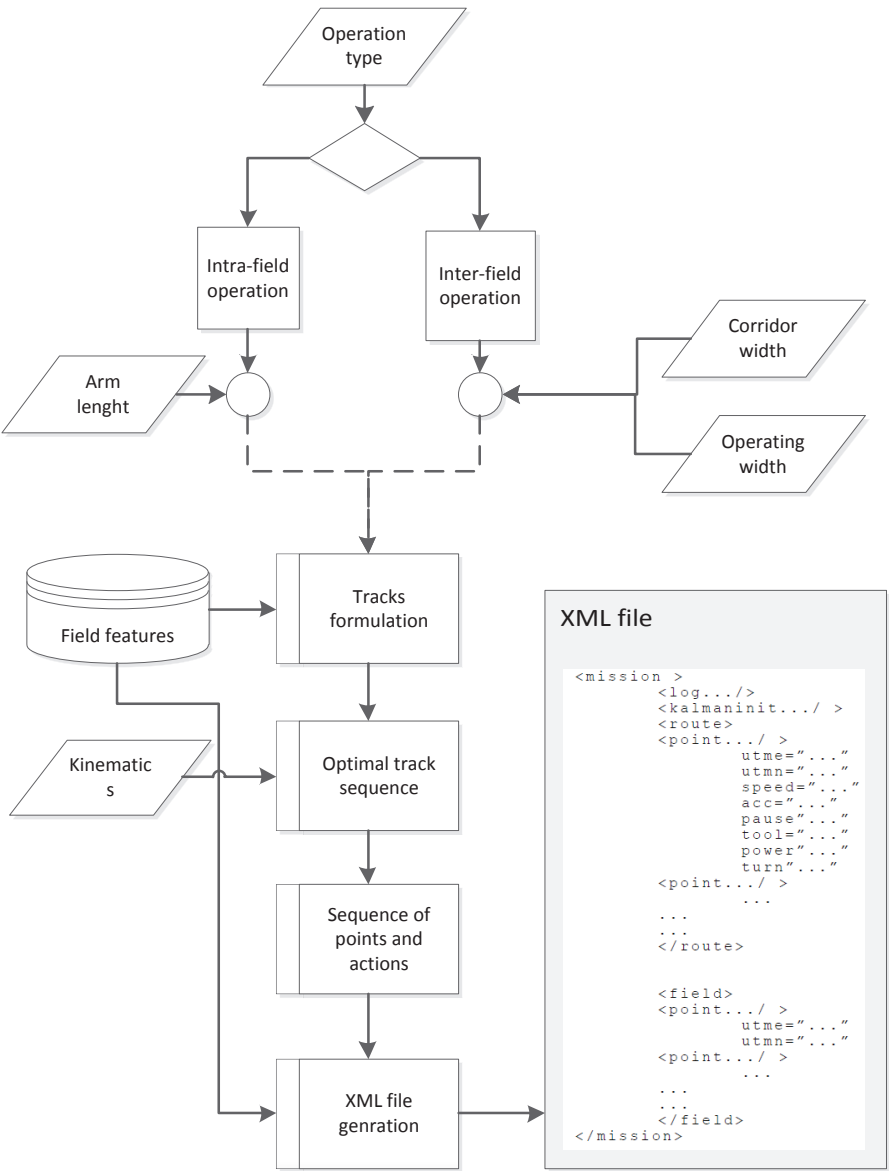 Operation
type
Intra-field
operation
Inter-field
operation
Corridor
width
Arm
lenght
Operating
width
Tracks
formulation
Field features
XML file
<mission >
<log.../>
<kalmaninit.../ >
<route>
<point.../ >
utme="..."
utmn="..."
speed="..."
acc="..."
pause"..."
tool="..."
power"..."
turn"..."
<point.../ >
...
...
...
</route>
<field>
<point.../ >
utme="..."
utmn="..."
<point.../ >
...
...
...
</field>
</mission>
Kinematic
s
Optimal track
sequence
Sequence of
points and
actions
XML file
genration